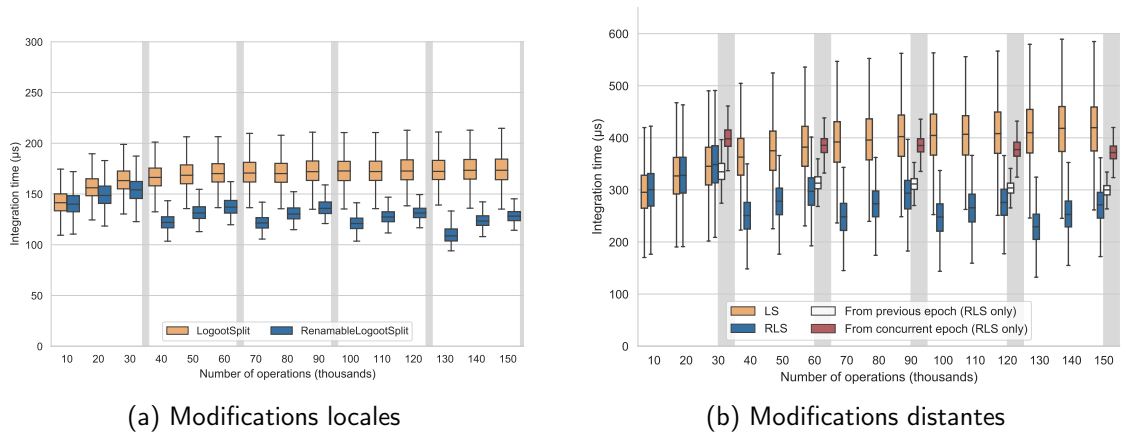 300
250
200
150
100
50
0
Integration time (µs)
LogootSplit
RenamableLogootSplit
10 20 30 40 50 60 70 80 90 100 110 120 130 140 150
Number of operations (thousands)
(a) Modifications locales
600
500
400
300
200
100
0
Integration time (µs)
LS
RLS
From previous epoch (RLS only)
From concurrent epoch (RLS only)
10 20 30 40 50 60 70 80 90 100 110 120 130 140 150
Number of operations (thousands)
(b) Modifications distantes